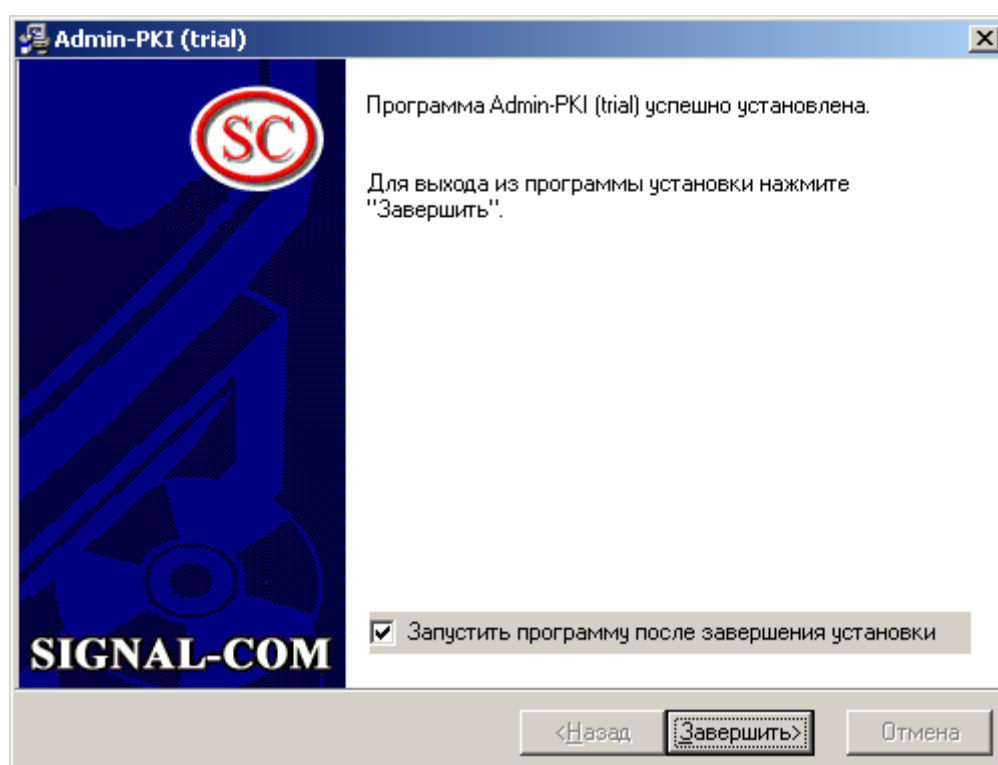 Admin-PKI (trial)
SC
Программа Admin-PKI (trial) успешно установлена.
Для выхода из программы установки нажмите
"Завершить".
Запустить программу после завершения установки
SIGNAL-COM
<Назад
Завершить>
Отмена